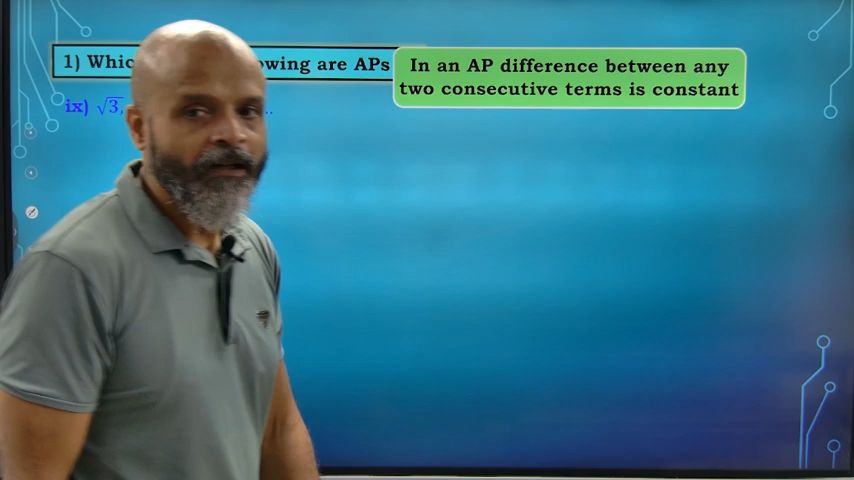 1) Whic owing are APs
In an AP difference between any
two consecutive terms is constant
ix) √3, ..